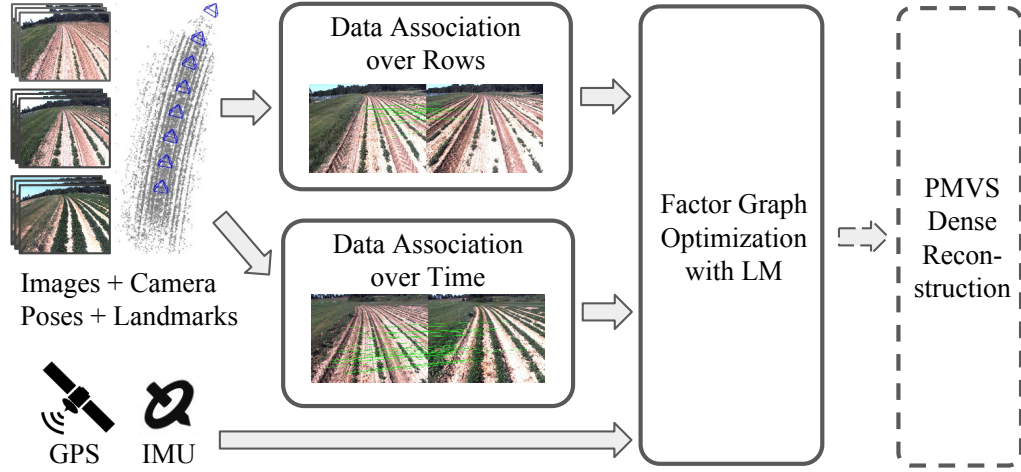 Images + Camera
Poses + Landmarks
GPS
IMU
Data Association
over Rows
Data Association
over Time
Factor Graph
Optimization
with LM
PMVS
Dense
Recon-
struction